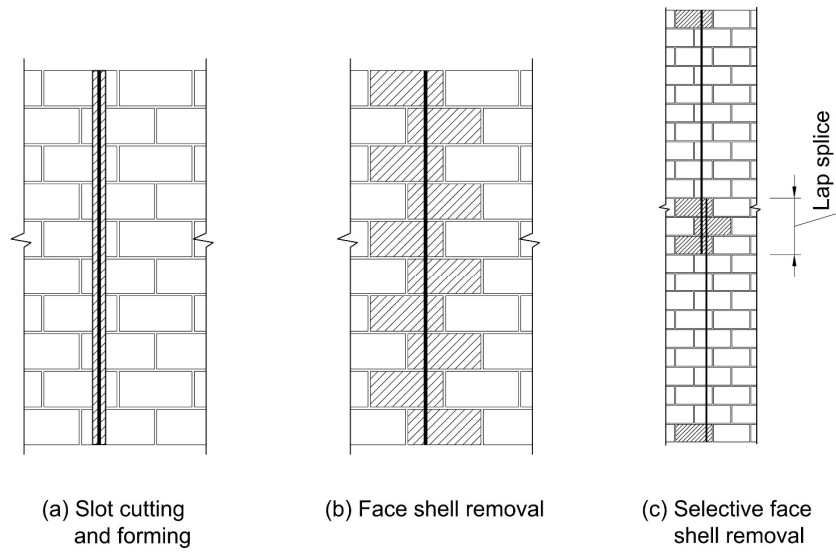 Lap splice
(a) Slot cutting
and forming
(b) Face shell removal
(c) Selective face
shell removal